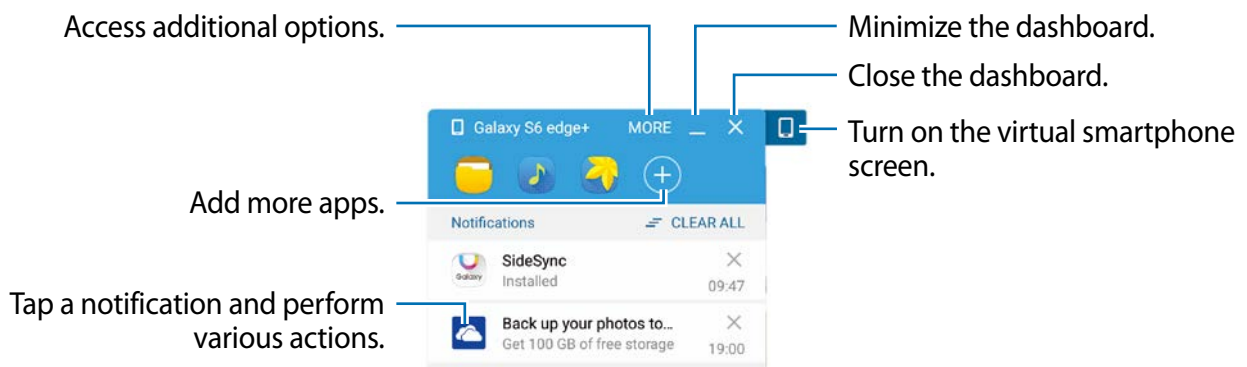 Access additional options.
Minimize the dashboard.
Close the dashboard.
Galaxy S6 edge+ MORE
Turn on the virtual smartphone
screen.
Add more apps.
Notifications CLEAR ALL
SideSync
Galaxy
Installed 09:47
Tap a notification and perform
various actions.
Back up your photos to...
Get 100 GB of free storage 19:00